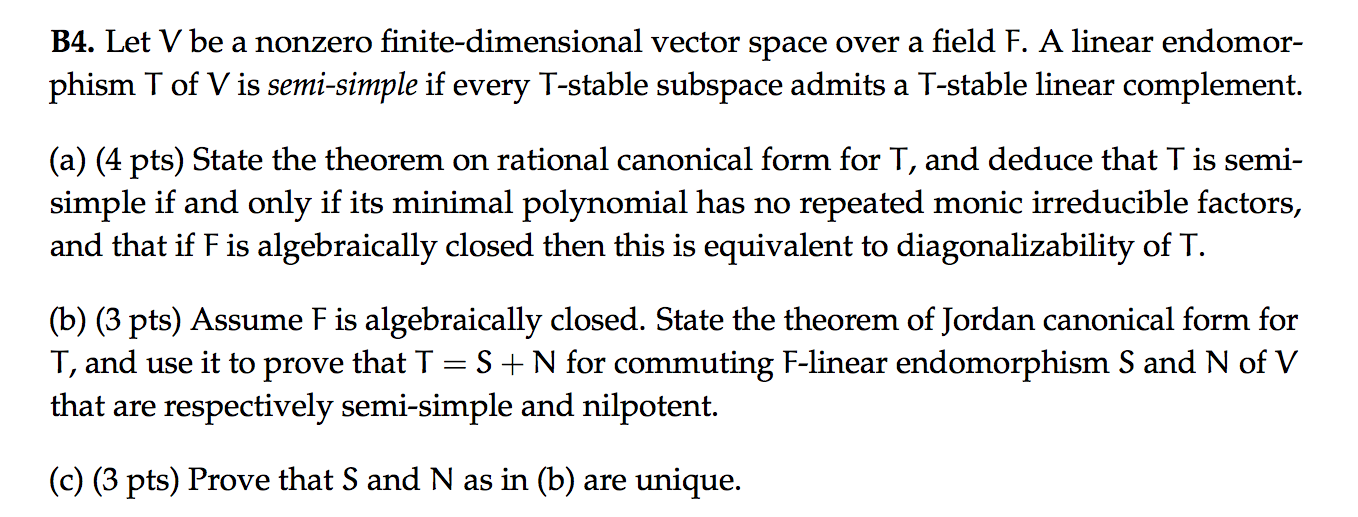 B4. Let V be a nonzero finite-dimensional vector space over a field F. A linear endomor-
phism T of V is semi-simple if every T-stable subspace admits a T-stable linear complement.
(a) (4 pts) State the theorem on rational canonical form for T, and deduce that T is semi-
simple if and only if its minimal polynomial has no repeated monic irreducible factors,
and that if F is algebraically closed then this is equivalent to diagonalizability of T.
(b) (3 pts) Assume F is algebraically closed. State the theorem of Jordan canonical form for
T, and use it to prove that T = S + N for commuting F-linear endomorphism S and N of V
that are respectively semi-simple and nilpotent.
(c) (3 pts) Prove that S and N as in (b) are unique.